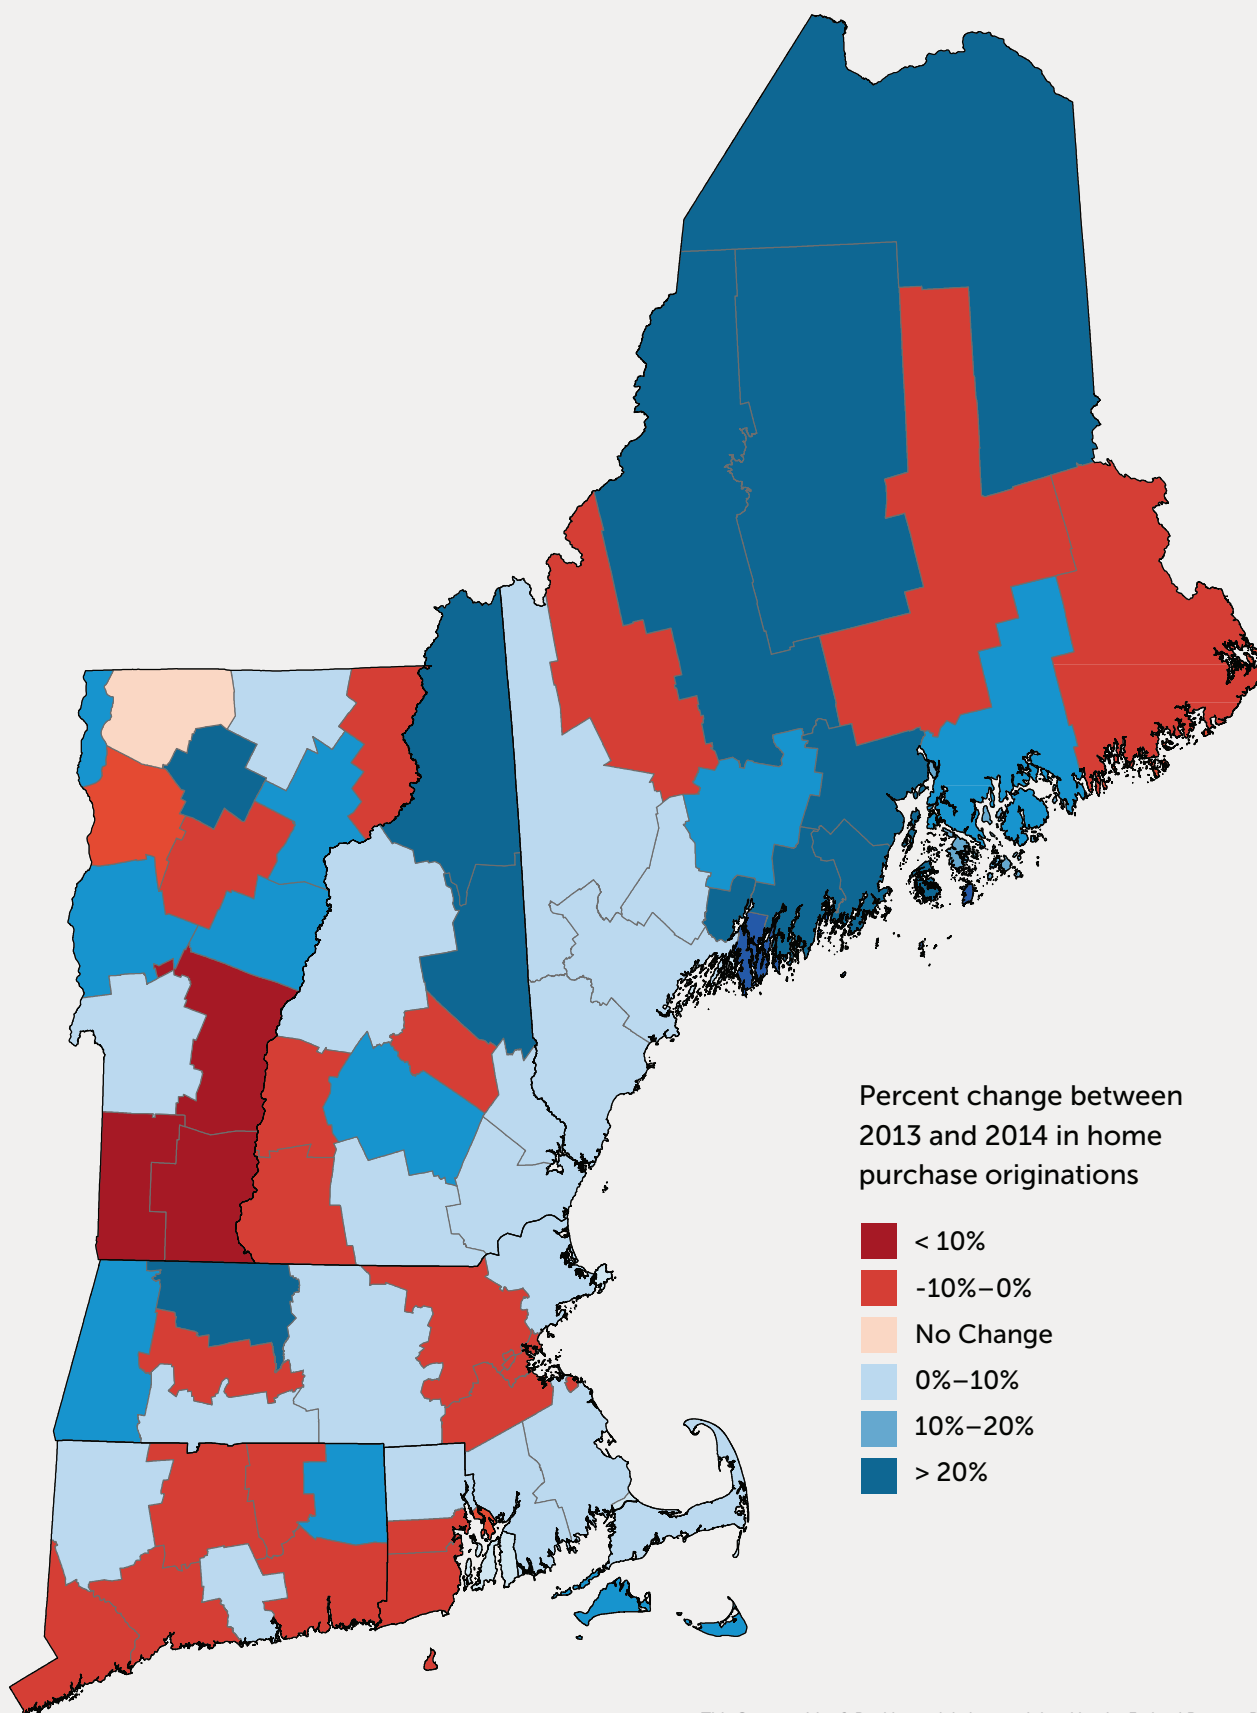 Percent change between
2013 and 2014 in home
purchase originations
< 10%
-10%–0%
No Change
0%–10%
10%–20%
> 20%